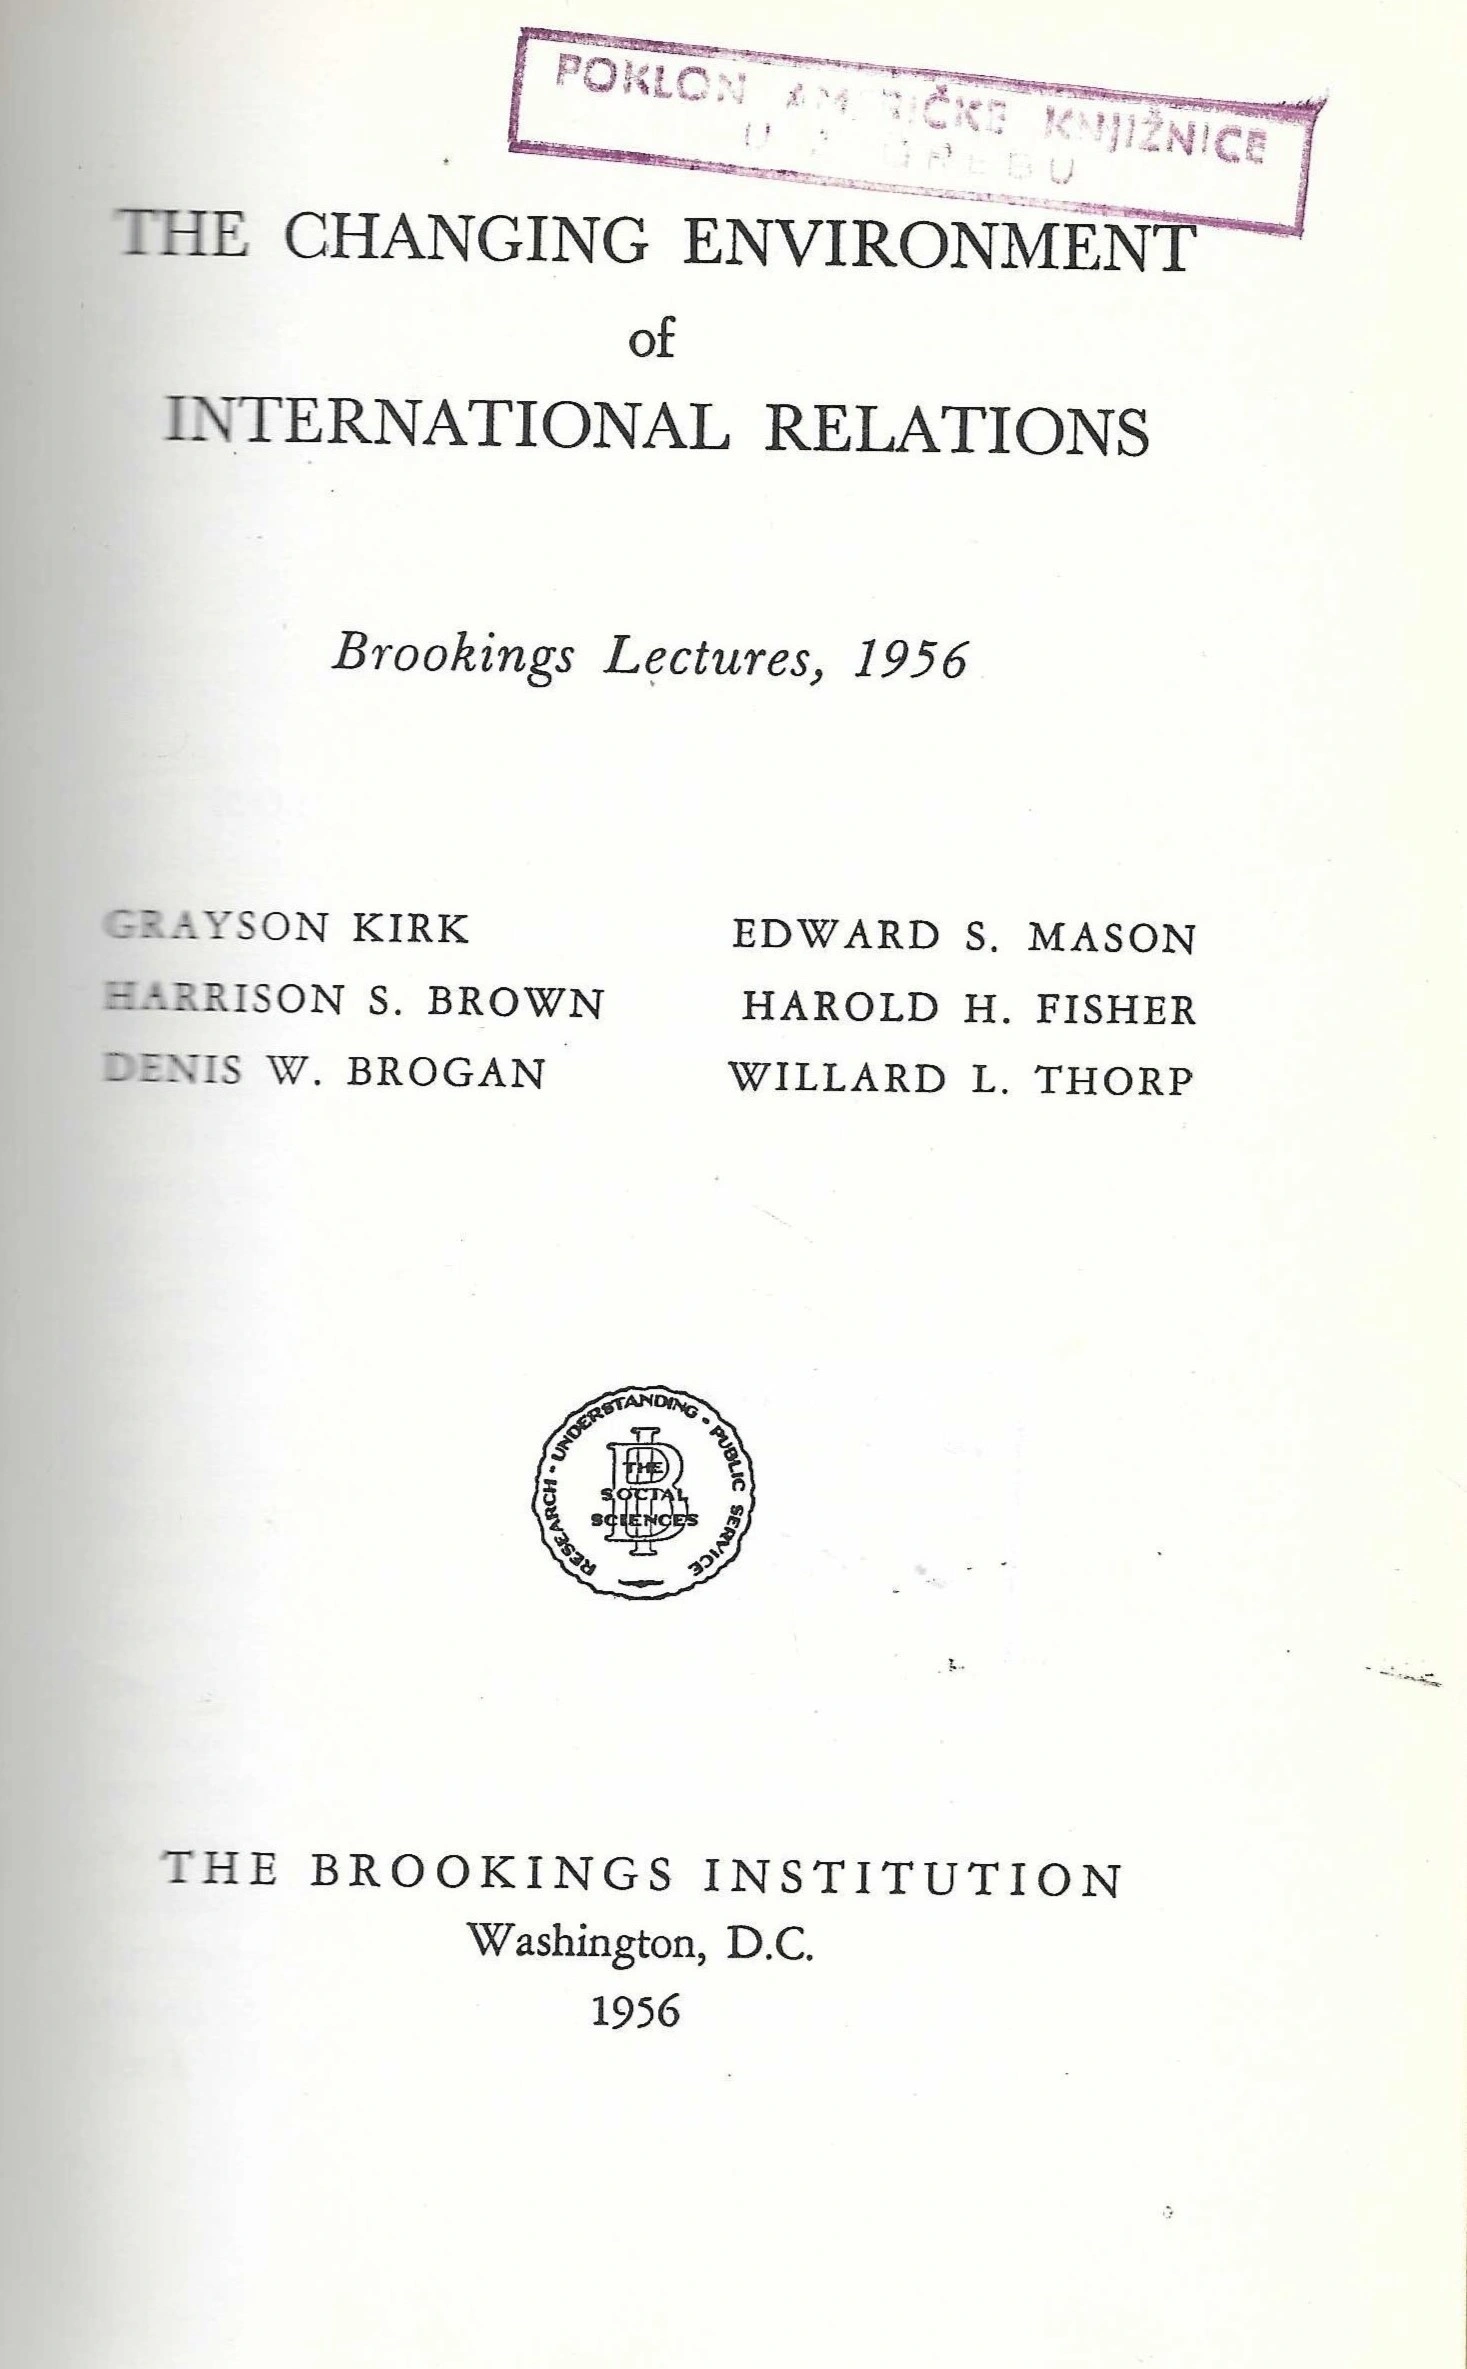 POKLON AMERIČKE KNJIŽNICE
U ZAGREBU
THE CHANGING ENVIRONMENT
of
INTERNATIONAL RELATIONS
Brookings Lectures, 1956
GRAYSON KIRK
EDWARD S. MASON
HARRISON S. BROWN
HAROLD H. FISHER
DENIS W. BROGAN
WILLARD L. THORP
RESEARCH · UNDERSTANDING · PUBLIC SERVICE
THE
SOCIAL
SCIENCES
THE BROOKINGS INSTITUTION
Washington, D.C.
1956